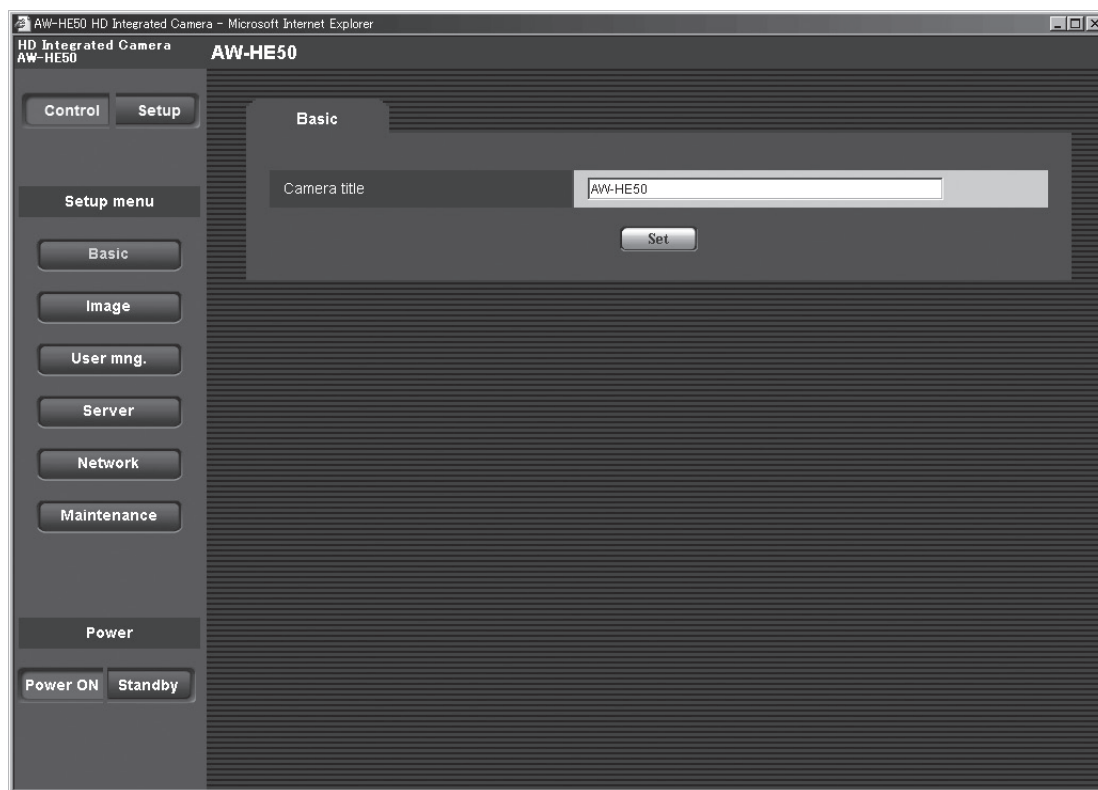 AW-HE50 HD Integrated Camera - Microsoft Internet Explorer
HD Integrated Camera
AW-HE50
AW-HE50
Control Setup
Basic
Camera title AW-HE50
Set
Setup menu
Basic
Image
User mng.
Server
Network
Maintenance
Power
Power ON Standby